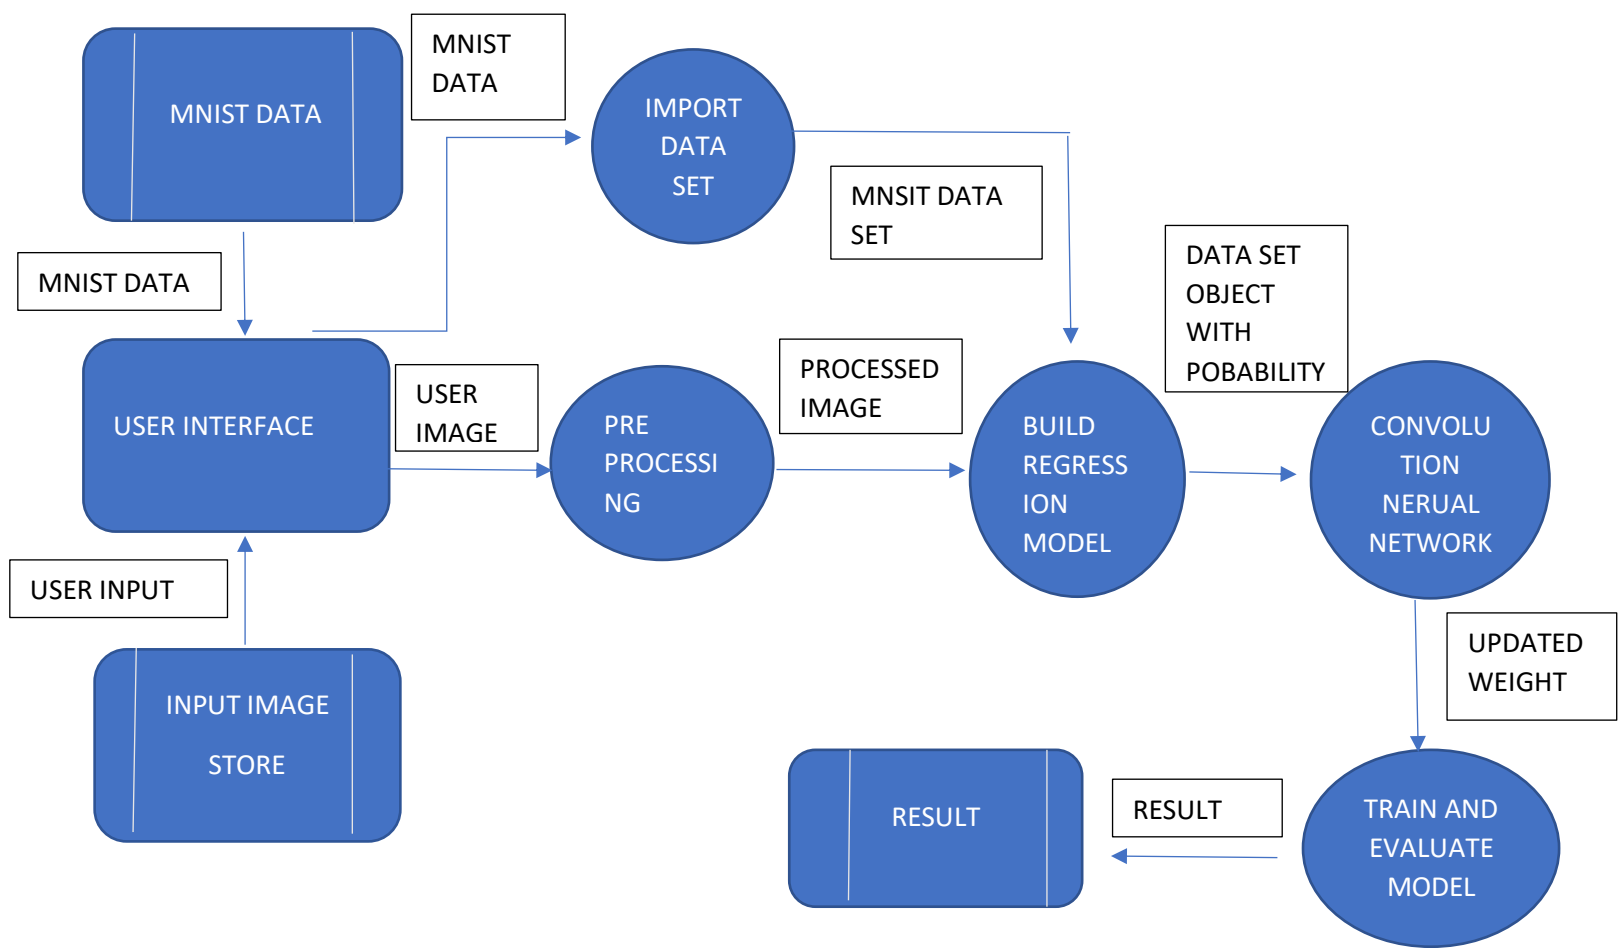 MNIST DATA
MNIST
DATA
IMPORT
DATA
SET
MNSIT DATA
SET
MNIST DATA
DATA SET
OBJECT
WITH
POBABILITY
USER INTERFACE
USER
IMAGE
PRE
PROCESSI
NG
PROCESSED
IMAGE
BUILD
REGRESS
ION
MODEL
CONVOLU
TION
NERUAL
NETWORK
USER INPUT
UPDATED
WEIGHT
INPUT IMAGE
STORE
RESULT
RESULT
TRAIN AND
EVALUATE
MODEL